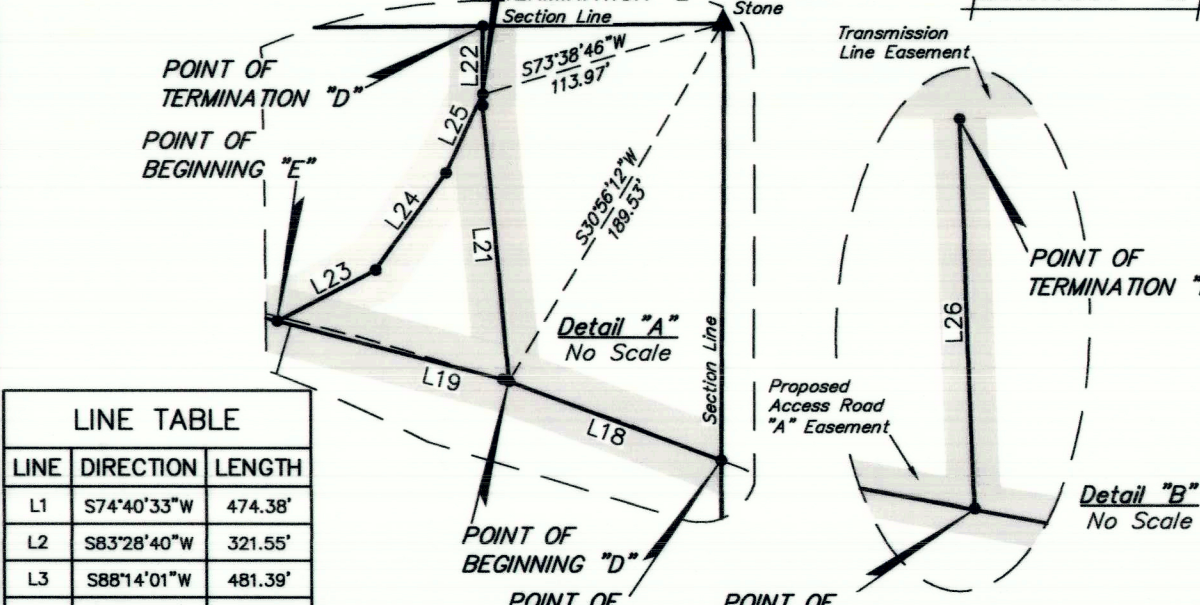 Section Line
Stone
S73°38'46"W
113.97'
L22
POINT OF
TERMINATION "D"
L25
POINT OF
BEGINNING "E"
L24
L23
L21
S30°56'12"W
189.53'
Section Line
Detail "A"
No Scale
L19
L18
POINT OF
BEGINNING "D"
POINT OF
Transmission
Line Easement
POINT OF
TERMINATION
L26
Proposed
Access Road
"A" Easement
Detail "B"
No Scale
POINT OF
LINE TABLE
LINE DIRECTION LENGTH
L1 S74°40'33"W 474.38'
L2 S83°28'40"W 321.55'
L3 S88°14'01"W 481.39'